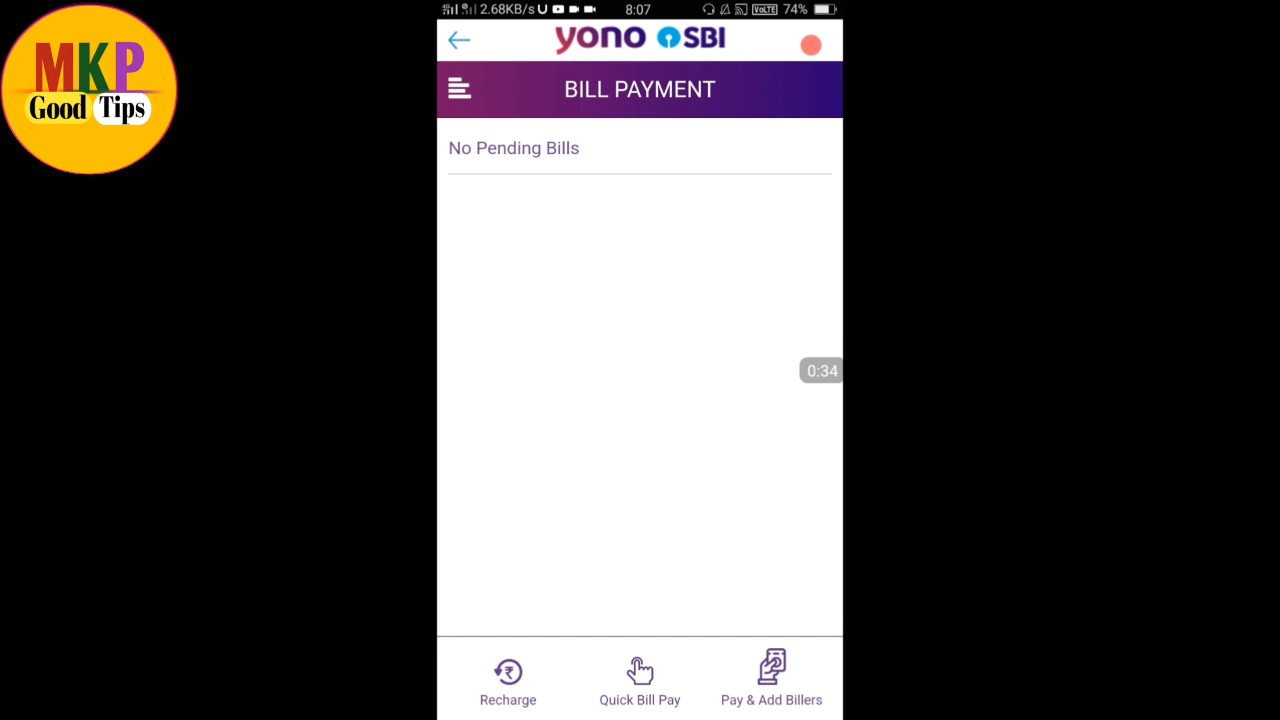 MKP
Good Tips
2.68KB/s 8:07 VoLTE 74%
yono SBI
BILL PAYMENT
No Pending Bills
0:34
Recharge Quick Bill Pay Pay & Add Billers